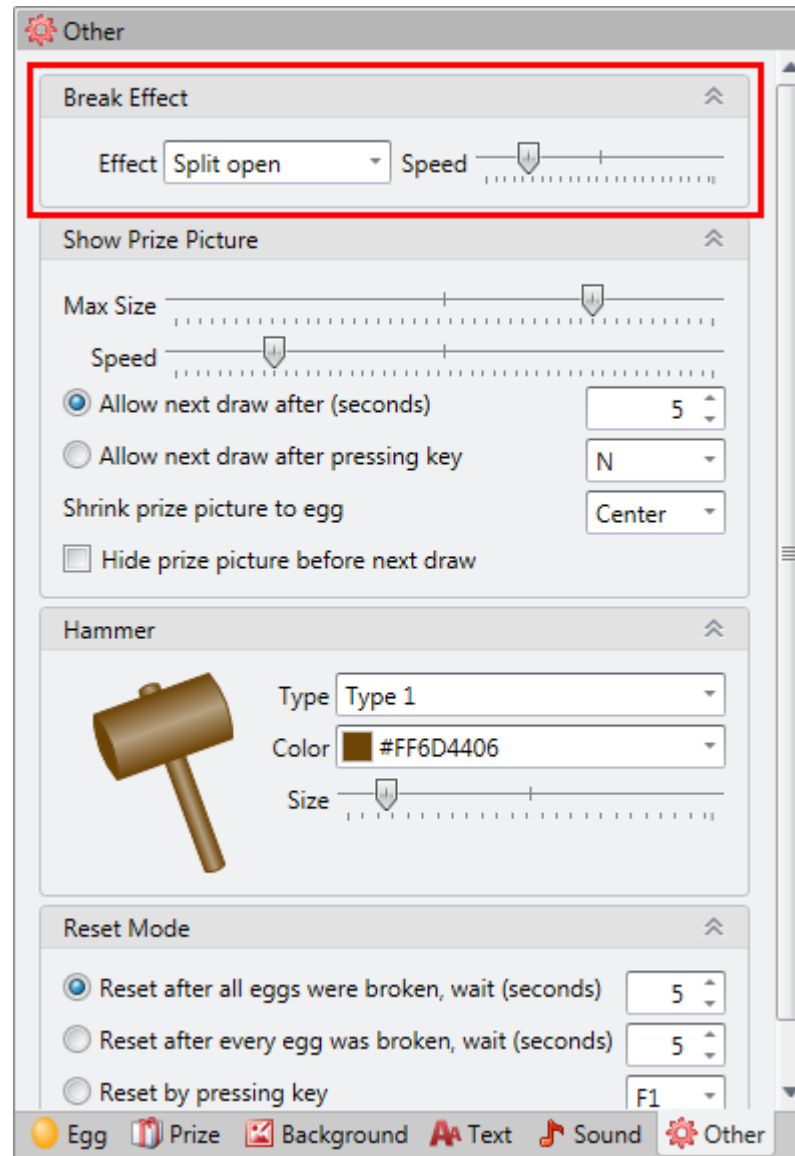 Other
Break Effect
Effect Split open Speed
Show Prize Picture
Max Size
Speed
Allow next draw after (seconds) 5
Allow next draw after pressing key N
Shrink prize picture to egg Center
Hide prize picture before next draw
Hammer
Type Type 1
Color #FF6D4406
Size
Reset Mode
Reset after all eggs were broken, wait (seconds) 5
Reset after every egg was broken, wait (seconds) 5
Reset by pressing key F1
Egg Prize Background Text Sound Other